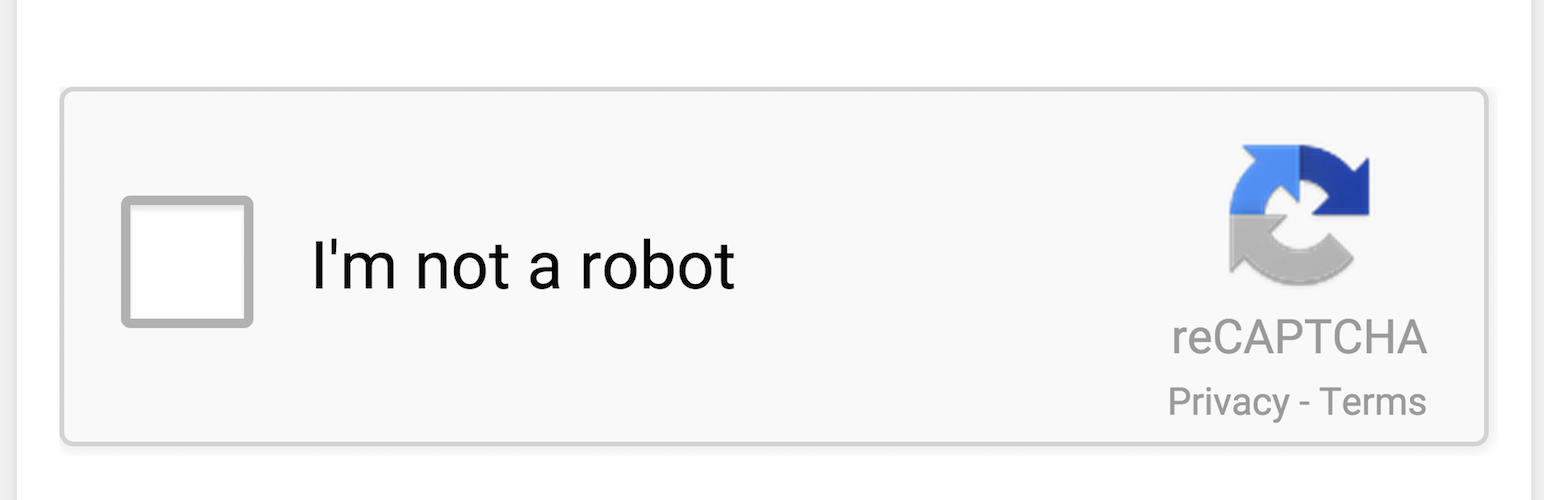 I'm not a robot
reCAPTCHA
Privacy - Terms